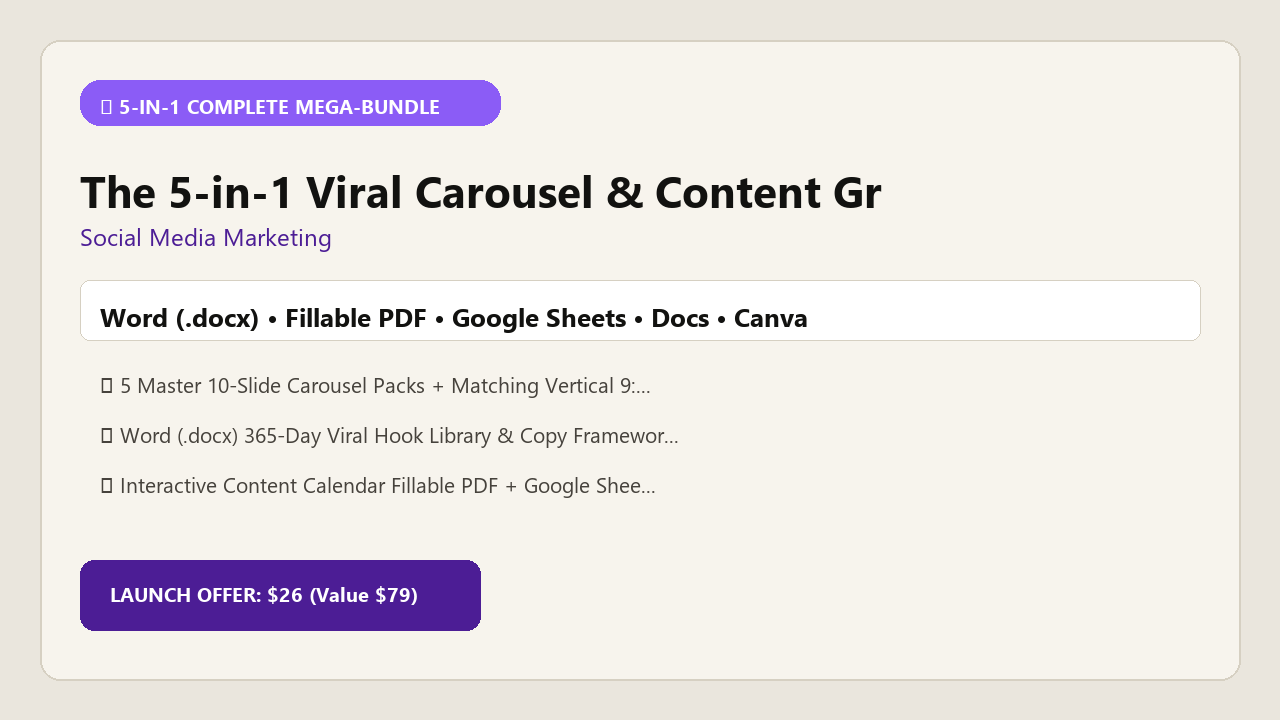 5-IN-1 COMPLETE MEGA-BUNDLE
The 5-in-1 Viral Carousel & Content Gr
Social Media Marketing
Word (.docx) • Fillable PDF • Google Sheets • Docs • Canva
5 Master 10-Slide Carousel Packs + Matching Vertical 9:...
Word (.docx) 365-Day Viral Hook Library & Copy Framewor...
Interactive Content Calendar Fillable PDF + Google Shee...
LAUNCH OFFER: $26 (Value $79)